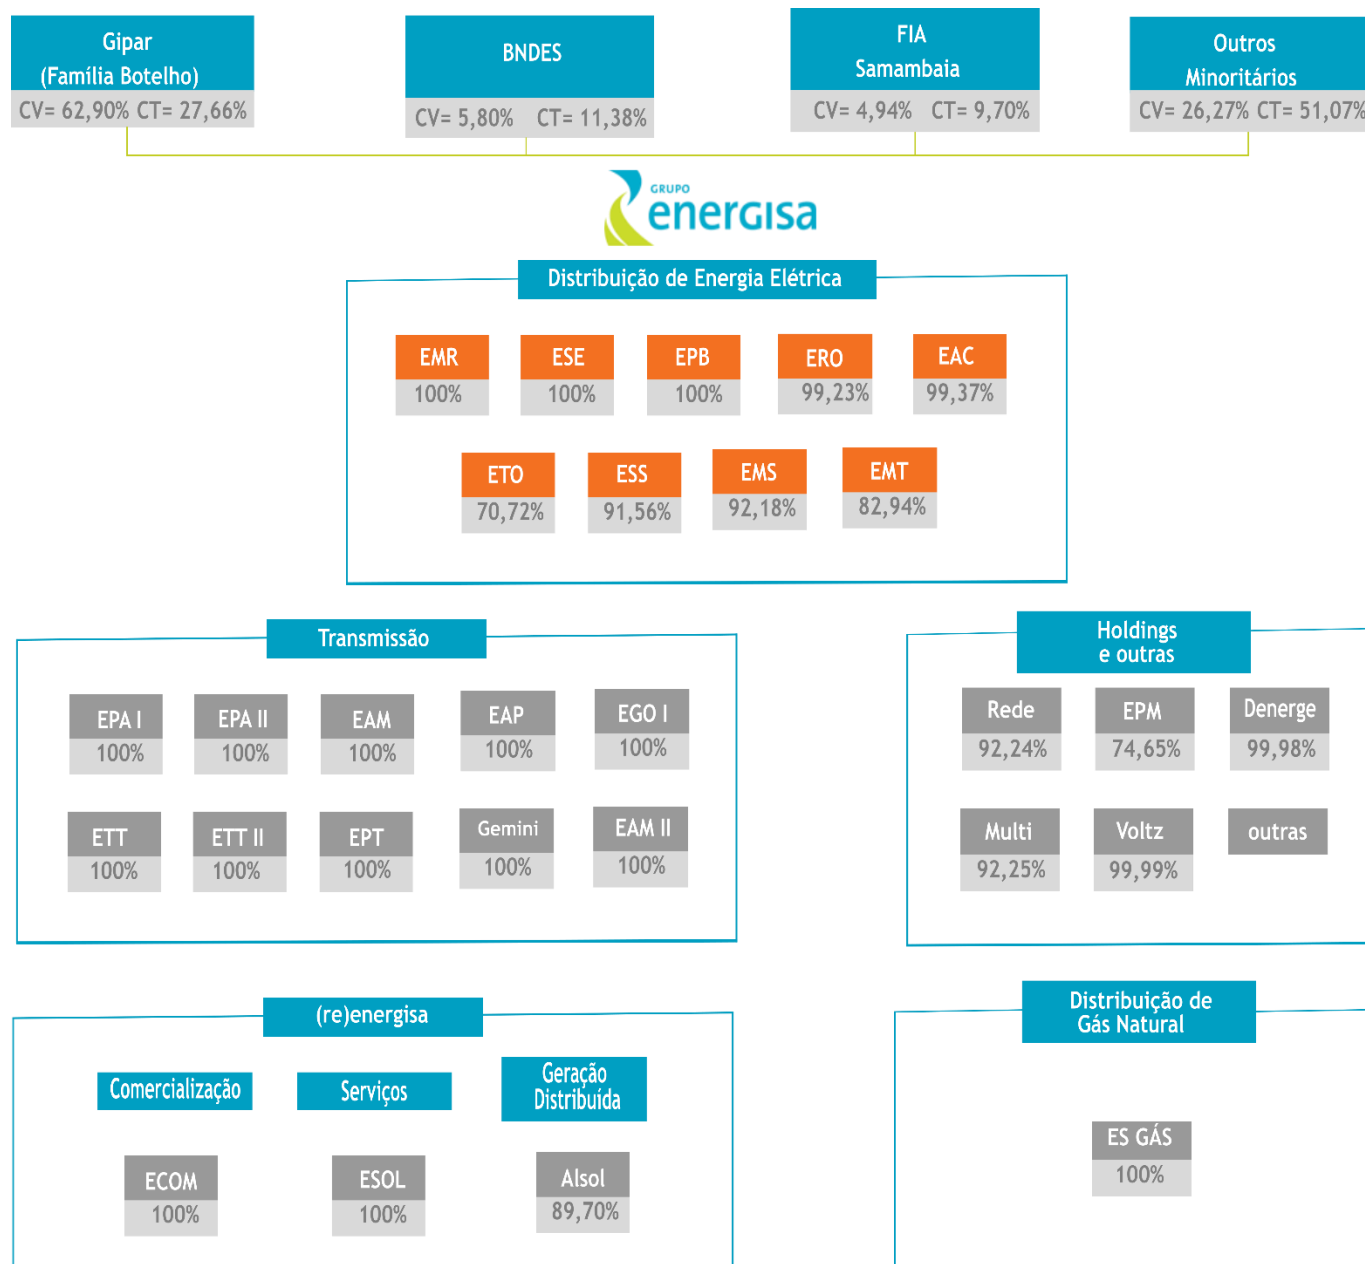 Gipar
(Família Botelho)
CV= 62,90% CT= 27,66%
BNDES
CV= 5,80% CT= 11,38%
FIA
Samambaia
CV= 4,94% CT= 9,70%
Outros
Minoritários
CV= 26,27% CT= 51,07%
GRUPO
energisa
Distribuição de Energia Elétrica
EMR ESE EPB ERO EAC
100% 100% 100% 99,23% 99,37%
ETO ESS EMS EMT
70,72% 91,56% 92,18% 82,94%
Transmissão
EPA I EPA II EAM EAP EGO I
100% 100% 100% 100% 100%
ETT ETT II EPT Gemini EAM II
100% 100% 100% 100% 100%
Holdings
e outras
Rede EPM Denerge
92,24% 74,65% 99,98%
Multi Voltz outras
92,25% 99,99%
(re)energisa
Comercialização
Serviços
Geração
Distribuída
ECOM ESOL Alsol
100% 100% 89,70%
Distribuição de
Gás Natural
ES GÁS
100%